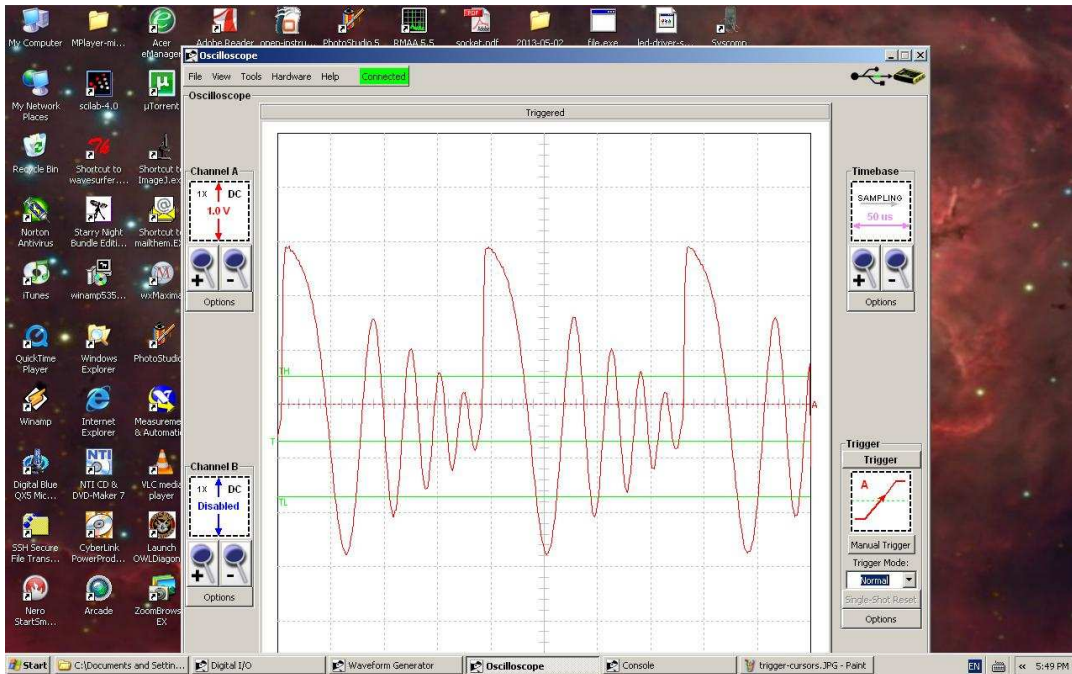 My Computer
MPlayer-mi...
Acer
eManager
Adobe Reader
open-instru...
PhotoStudio 5
RMAA 5.5
socket.pdf
2013-05-02
file.exe
led-driver-s...
Syscomp
My Network
Places
scilab-4.0
µTorrent
Recycle Bin
Shortcut to
wavesurfer....
Shortcut to
ImageJ.ex
Norton
Antivirus
Starry Night
Bundle Editi...
Shortcut to
mailthem.EX
iTunes
winamp535...
wxMaxima
QuickTime
Player
Windows
Explorer
PhotoStudio
Winamp
Internet
Explorer
Measureme
& Automati
Digital Blue
QX5 Mic...
NTI
NTI CD &
DVD-Maker 7
VLC media
player
SSH Secure
File Trans...
CyberLink
PowerProd...
Launch
OWLDiagon
Nero
StartSm...
Arcade
ZoomBrows
EX
Oscilloscope
File View Tools Hardware Help Connected
Oscilloscope
Triggered
Channel A
1X DC
1.0 V
+ -
Options
Channel B
1X DC
Disabled
+ -
Options
TH
A
T
TL
Timebase
SAMPLING
50 us
+ -
Options
Trigger
Trigger
A
Manual Trigger
Trigger Mode:
Normal
Single-Shot Reset
Options
Start
C:\Documents and Settin...
Digital I/O
Waveform Generator
Oscilloscope
Console
trigger-cursors.JPG - Paint
EN
« 5:49 PM